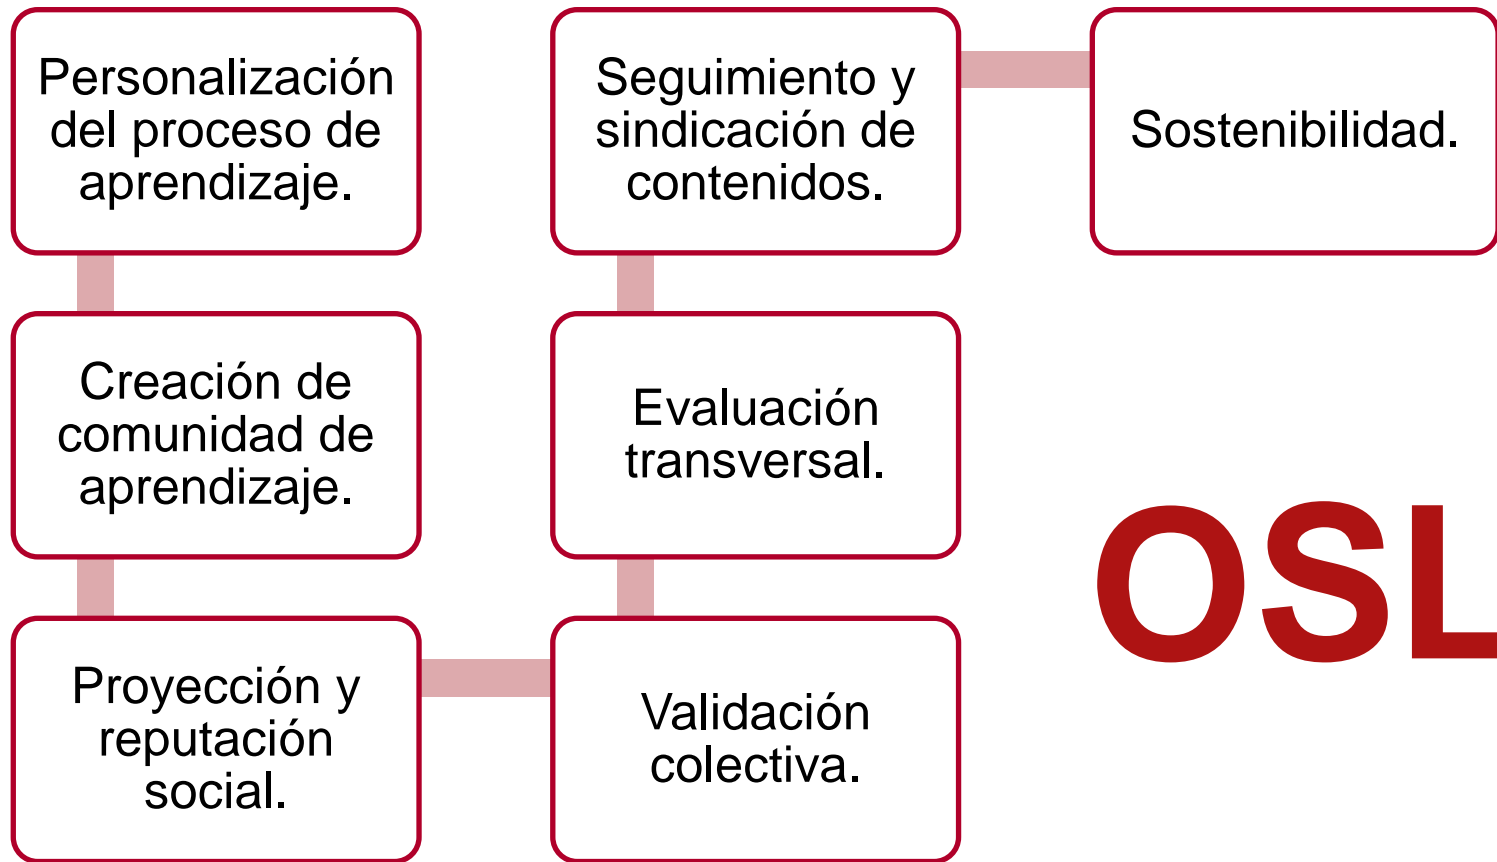 Personalización
del proceso de
aprendizaje.
Creación de
comunidad de
aprendizaje.
Proyección y
reputación
social.
Validación
colectiva.
Evaluación
transversal.
Seguimiento y
sindicación de
contenidos.
Sostenibilidad.
OSL